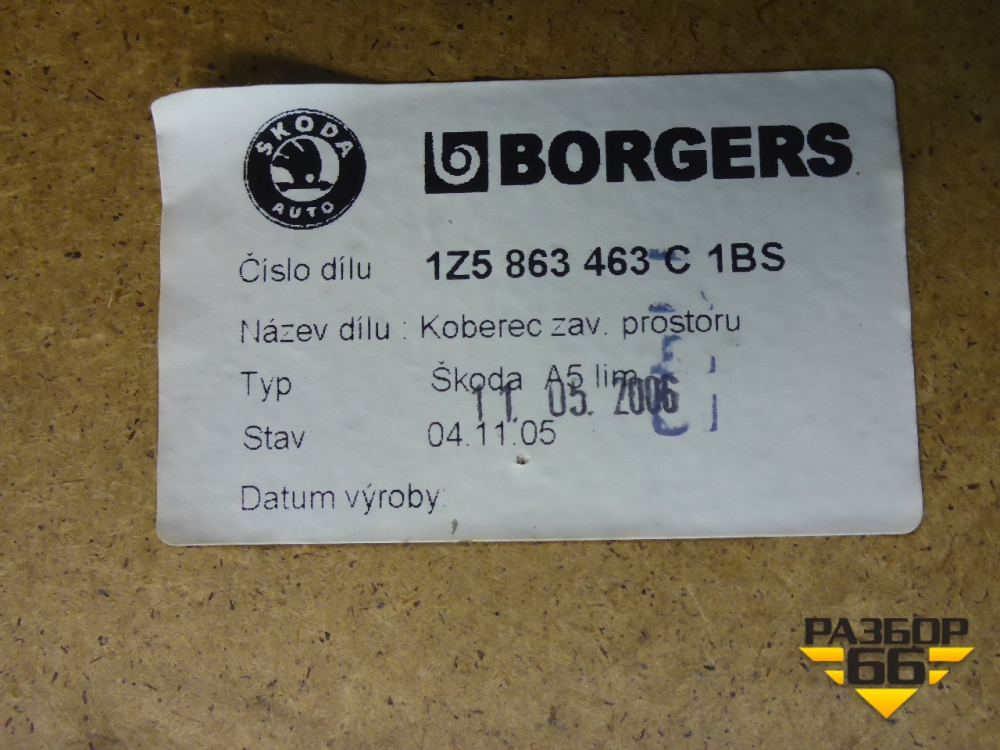 ŠKODA
AUTO
BORGERS
Číslo dílu 1Z5 863 463 C 1BS
Název dílu : Koberec zav. prostoru
Typ Škoda A5 lim
11. 05. 2006
Stav 04.11.05
Datum výroby:
РАЗБОР
66